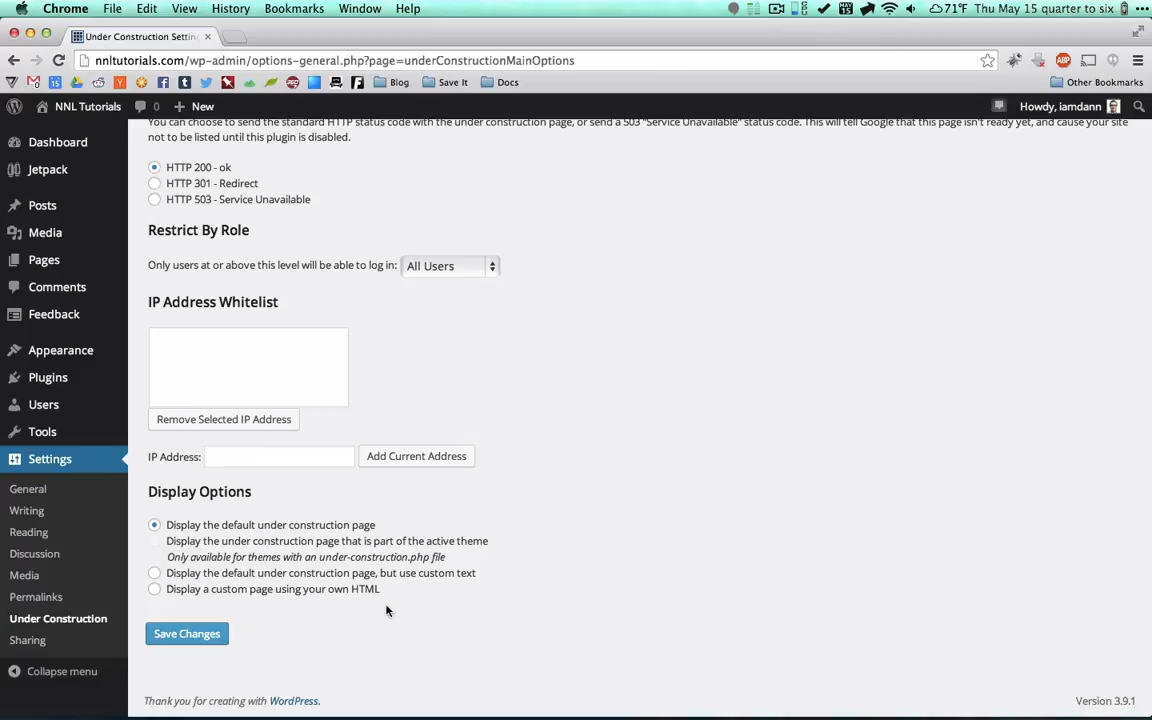 Chrome File Edit View History Bookmarks Window Help 71°F Thu May 15 quarter to six
Under Construction Settin
nnltutorials.com/wp-admin/options-general.php?page=underConstructionMainOptions
Blog Save It Docs Other Bookmarks
NNL Tutorials 0 New Howdy, iamdann
You can choose to send the standard HTTP status code with the under construction page, or send a 503 "Service Unavailable" status code. This will tell Google that this page isn't ready yet, and cause your site
not to be listed until this plugin is disabled.
HTTP 200 - ok
HTTP 301 - Redirect
HTTP 503 - Service Unavailable
Restrict By Role
Only users at or above this level will be able to log in: All Users
IP Address Whitelist
Remove Selected IP Address
IP Address: Add Current Address
Display Options
Display the default under construction page
Display the under construction page that is part of the active theme
Only available for themes with an under-construction.php file
Display the default under construction page, but use custom text
Display a custom page using your own HTML
Save Changes
Thank you for creating with WordPress. Version 3.9.1
Dashboard
Jetpack
Posts
Media
Pages
Comments
Feedback
Appearance
Plugins
Users
Tools
Settings
General
Writing
Reading
Discussion
Media
Permalinks
Under Construction
Sharing
Collapse menu